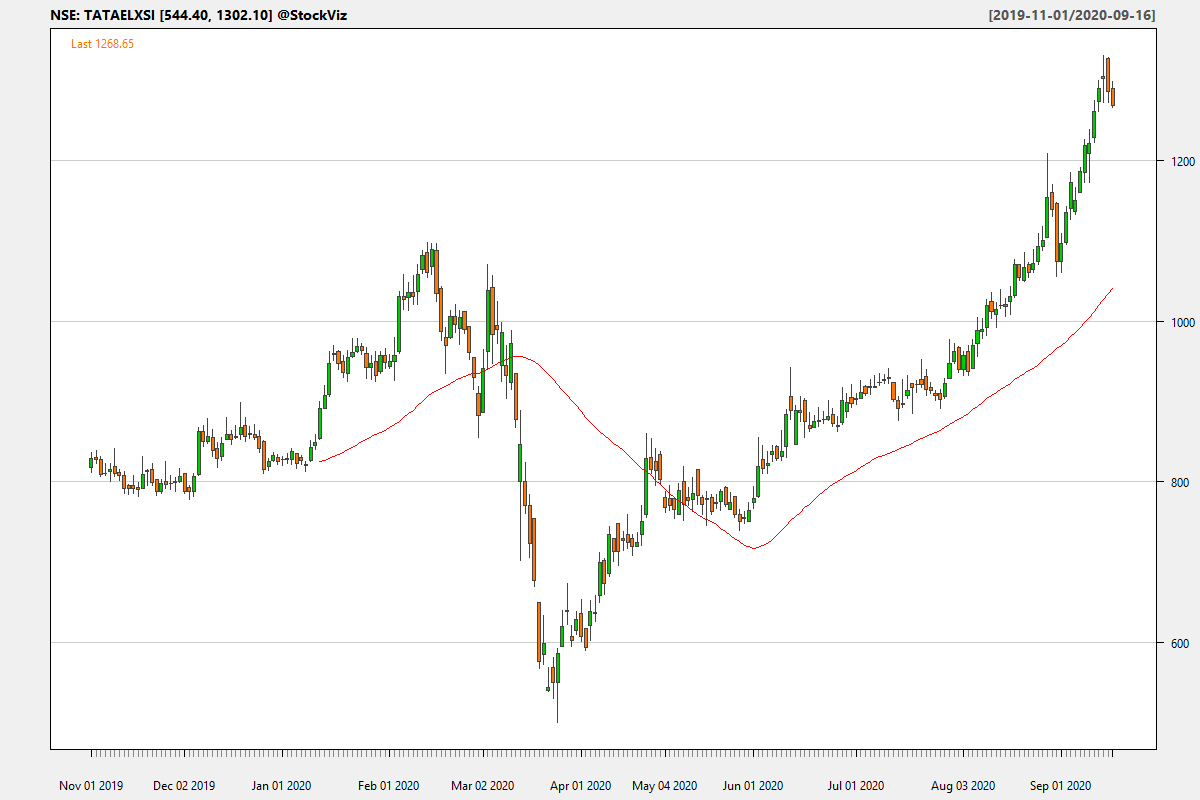 NSE: TATAELXSI [544.40, 1302.10] @StockViz [2019-11-01/2020-09-16]
Last 1268.65
1200
1000
800
600
Nov 01 2019 Dec 02 2019 Jan 01 2020 Feb 01 2020 Mar 02 2020 Apr 01 2020 May 04 2020 Jun 01 2020 Jul 01 2020 Aug 03 2020 Sep 01 2020